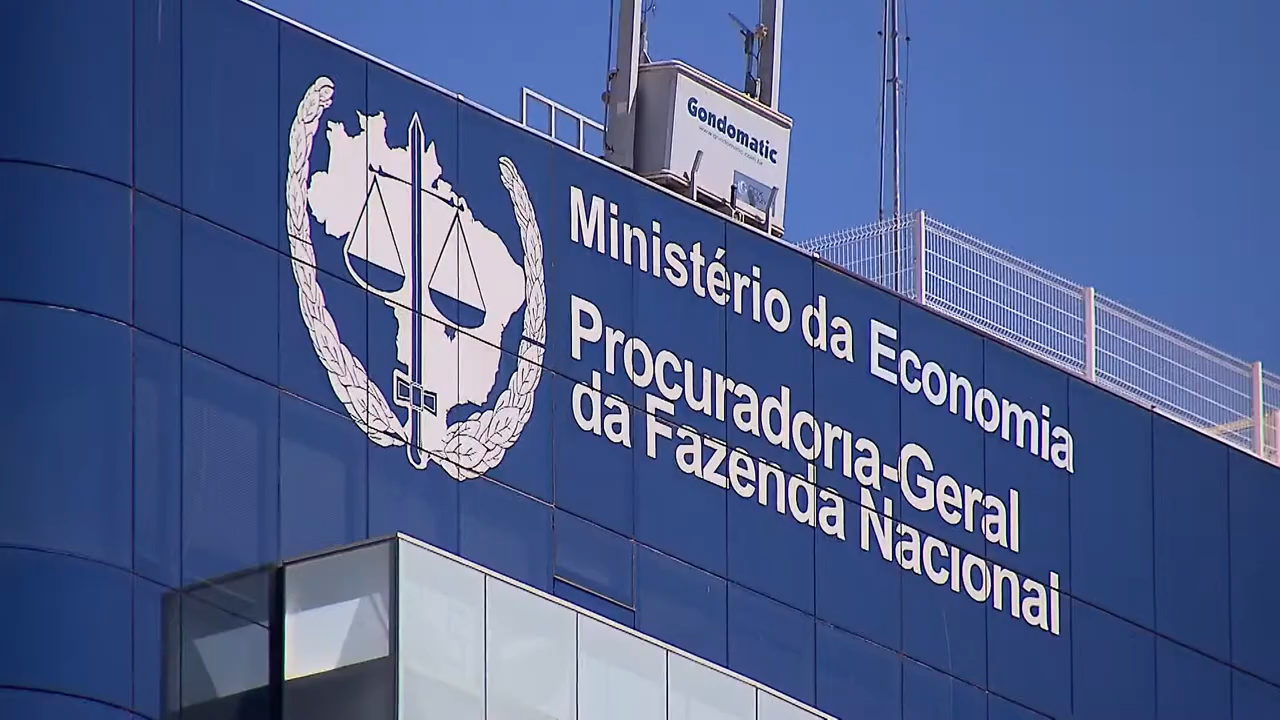 Gondomatic
Ministério da Economia
Procuradoria-Geral
da Fazenda Nacional